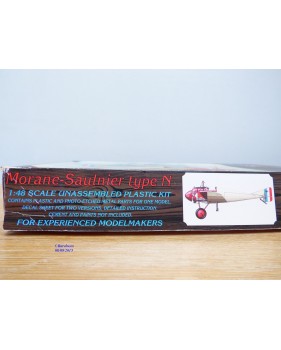 Morane-Saulnier type N
1:48 SCALE UNASSEMBLED PLASTIC KIT
CONTAINS PLASTIC AND PHOTO-ETCHED METAL PARTS FOR ONE MODEL
DECAL SHEET FOR TWO VERSIONS, DETAILED INSTRUCTION
CEMENT AND PAINTS NOT INCLUDED.
FOR EXPERIENCED MODELMAKERS